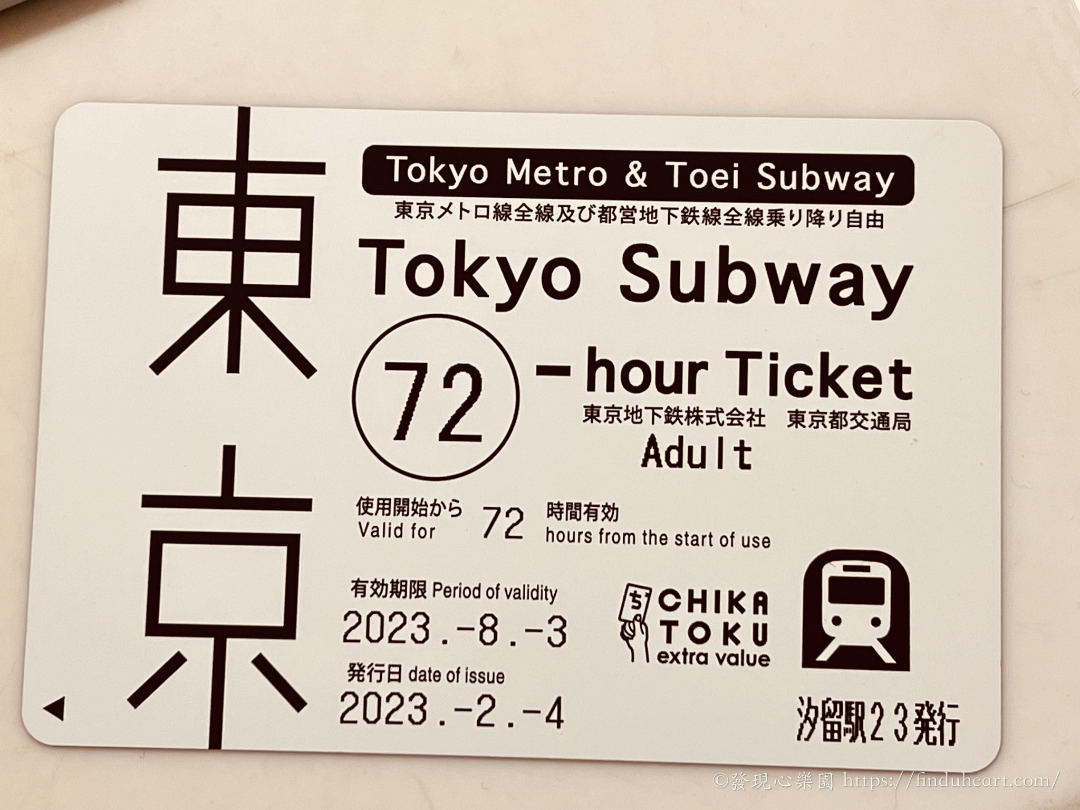 東京
Tokyo Metro & Toei Subway
東京メトロ線全線及び都営地下鉄線全線乗り降り自由
Tokyo Subway
72-hour Ticket
東京地下鉄株式会社 東京都交通局
Adult
使用開始から 72 時間有効
Valid for hours from the start of use
有効期限 Period of validity
2023.-8.-3
発行日 date of issue
2023.-2.-4
ち
CHIKA
TOKU
extra value
汐留駅23発行
©發現心樂園 https://finduheart.com/